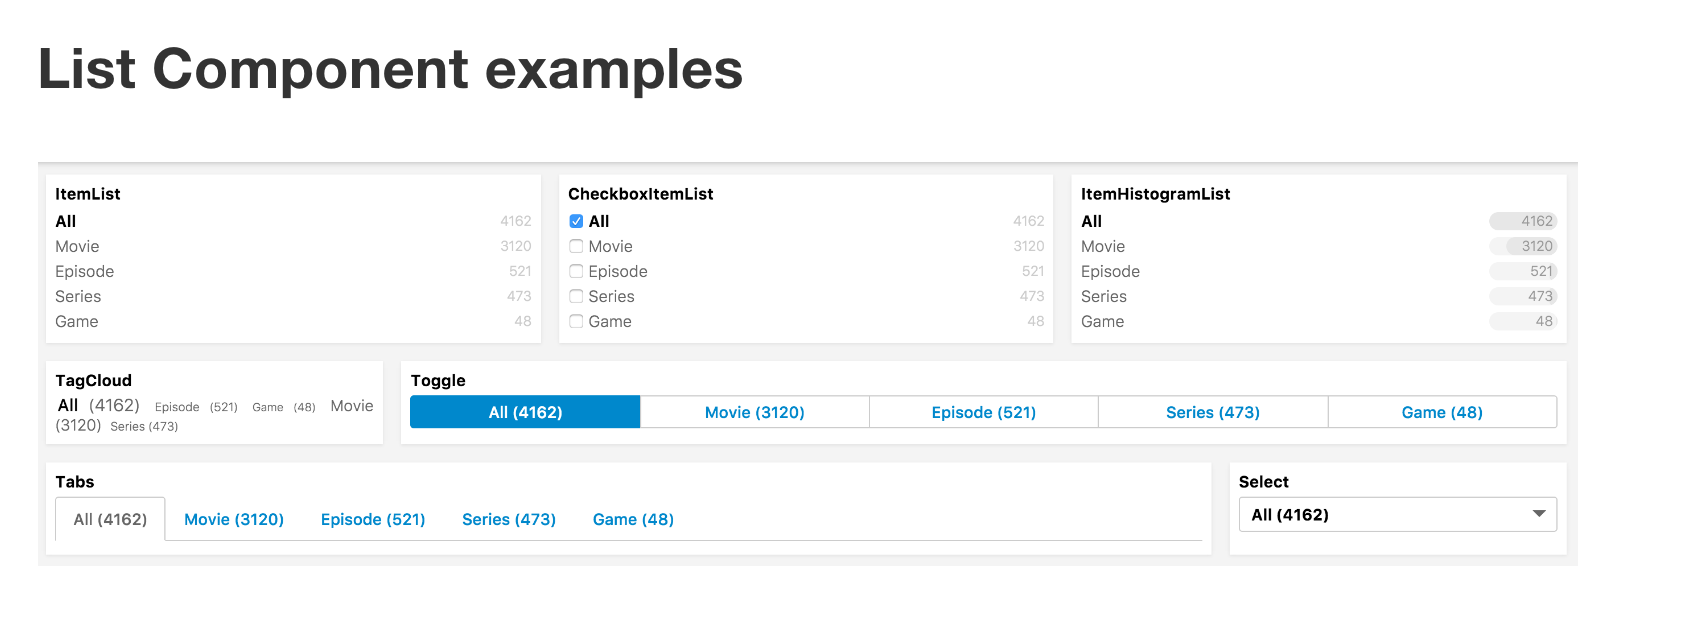 List Component examples
ItemList
All 4162
Movie 3120
Episode 521
Series 473
Game 48
CheckboxItemList
All 4162
Movie 3120
Episode 521
Series 473
Game 48
ItemHistogramList
All 4162
Movie 3120
Episode 521
Series 473
Game 48
TagCloud
All (4162) Episode (521) Game (48) Movie
(3120) Series (473)
Toggle
All (4162) Movie (3120) Episode (521) Series (473) Game (48)
Tabs
All (4162) Movie (3120) Episode (521) Series (473) Game (48)
Select
All (4162)